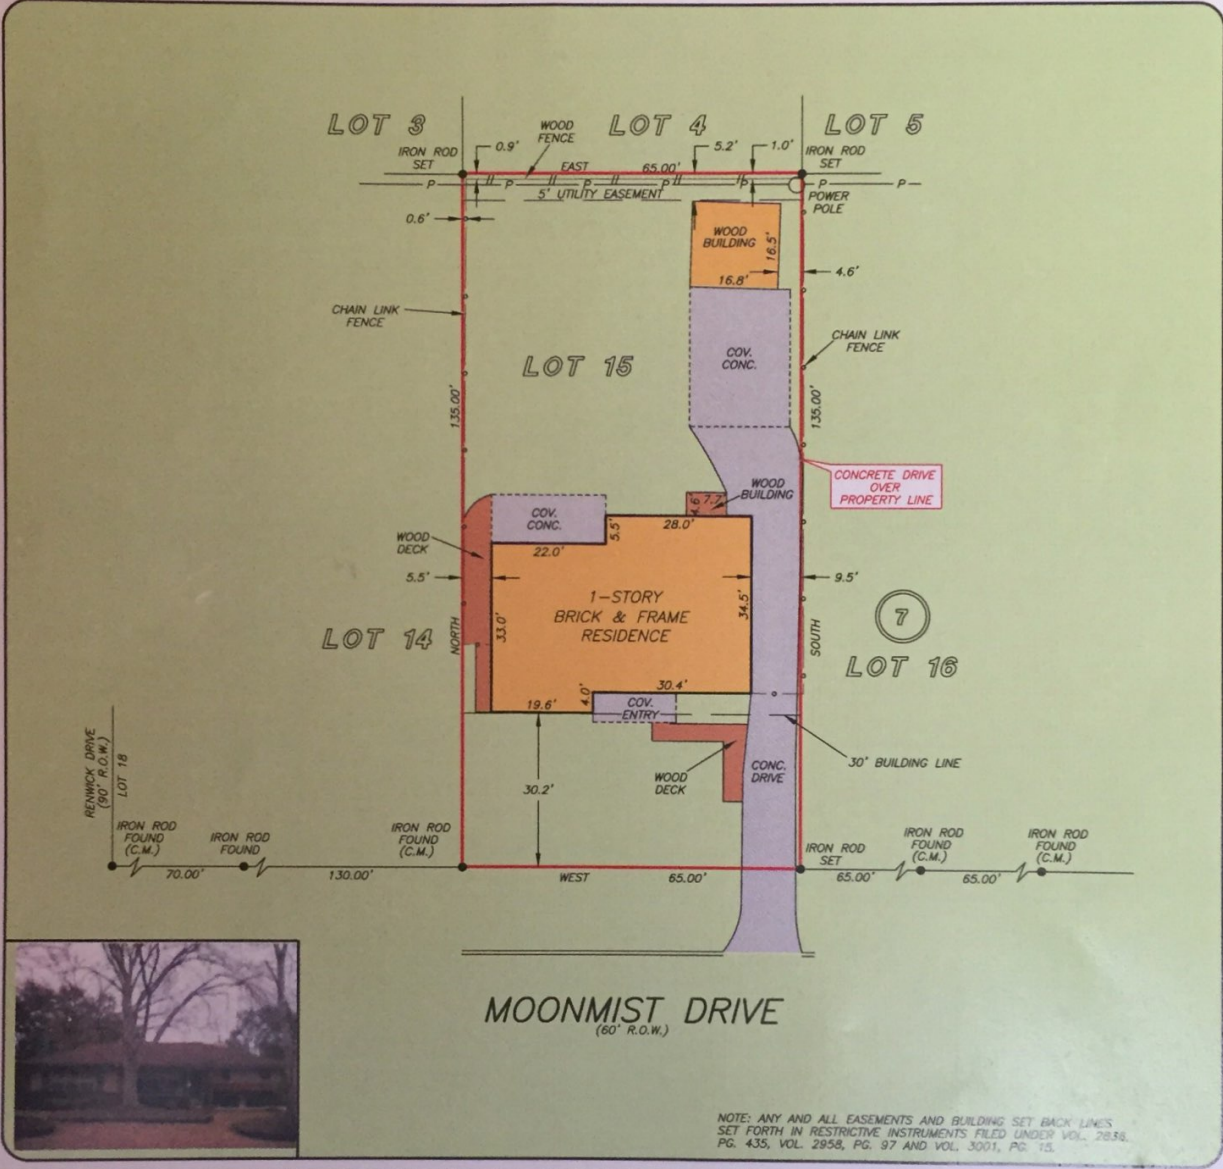 LOT 3
WOOD
FENCE
LOT 4
LOT 5
IRON ROD
SET
0.9'
5.2'
1.0'
IRON ROD
SET
EAST
65.00'
P
P
P
P
P
P
P
5' UTILITY EASEMENT
POWER
POLE
0.6'
WOOD
BUILDING
16.5'
16.8'
4.6'
CHAIN LINK
FENCE
CHAIN LINK
FENCE
COV.
CONC.
LOT 15
135.00'
135.00'
CONCRETE DRIVE
OVER
PROPERTY LINE
WOOD
BUILDING
4.6'
7.7'
COV.
CONC.
28.0'
5.5'
WOOD
DECK
22.0'
5.5'
9.5'
1-STORY
BRICK & FRAME
RESIDENCE
34.5'
33.0'
7
LOT 14
NORTH
SOUTH
LOT 16
30.4'
19.6'
4.0'
COV.
ENTRY
RENWICK DRIVE
(90' R.O.W.)
LOT 18
30.2'
WOOD
DECK
CONC.
DRIVE
30' BUILDING LINE
IRON ROD
FOUND
(C.M.)
IRON ROD
FOUND
IRON ROD
FOUND
(C.M.)
IRON ROD
SET
IRON ROD
FOUND
(C.M.)
IRON ROD
FOUND
(C.M.)
70.00'
130.00'
WEST
65.00'
65.00'
65.00'
MOONMIST DRIVE
(60' R.O.W.)
NOTE: ANY AND ALL EASEMENTS AND BUILDING SET BACK LINES
SET FORTH IN RESTRICTIVE INSTRUMENTS FILED UNDER VOL.
PG. 435, VOL. 2958, PG. 97 AND VOL. 3001, PG.